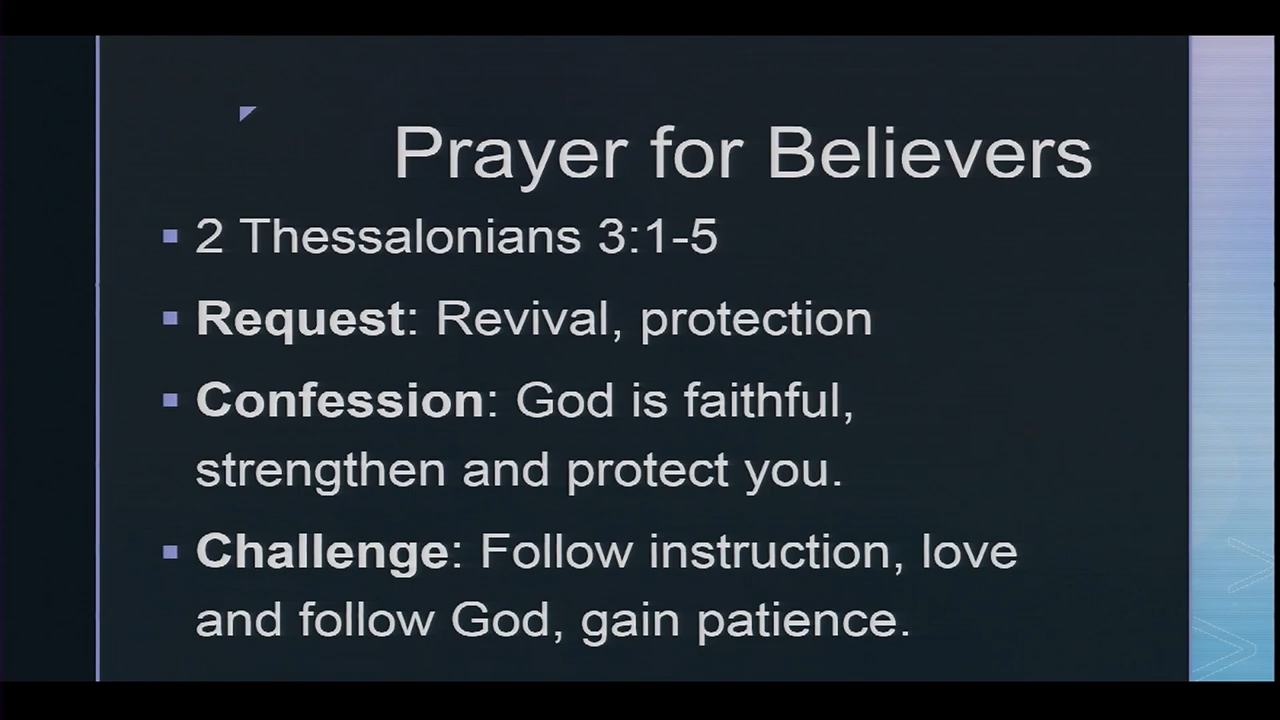 Prayer for Believers
2 Thessalonians 3:1-5
Request: Revival, protection
Confession: God is faithful,
strengthen and protect you.
Challenge: Follow instruction, love
and follow God, gain patience.